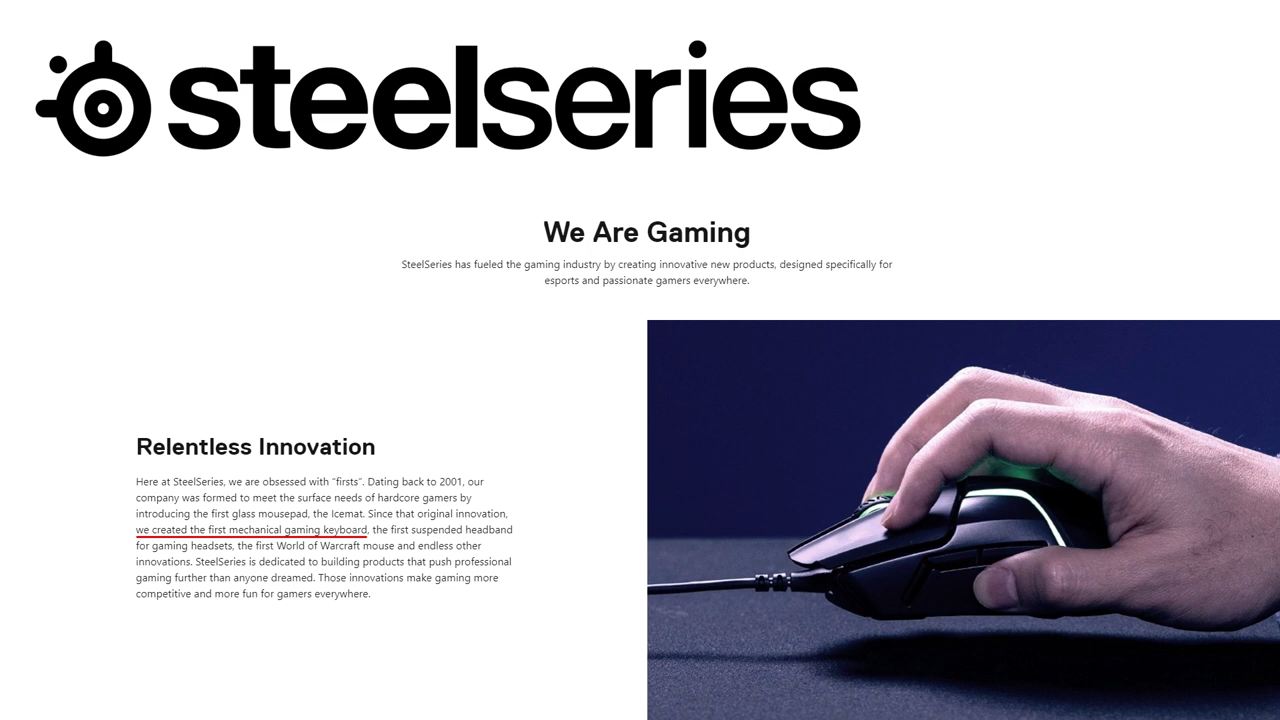 steelseries
We Are Gaming
SteelSeries has fueled the gaming industry by creating innovative new products, designed specifically for
esports and passionate gamers everywhere.
Relentless Innovation
Here at SteelSeries, we are obsessed with “firsts”. Dating back to 2001, our
company was formed to meet the surface needs of hardcore gamers by
introducing the first glass mousepad, the Icemat. Since that original innovation,
we created the first mechanical gaming keyboard, the first suspended headband
for gaming headsets, the first World of Warcraft mouse and endless other
innovations. SteelSeries is dedicated to building products that push professional
gaming further than anyone dreamed. Those innovations make gaming more
competitive and more fun for gamers everywhere.